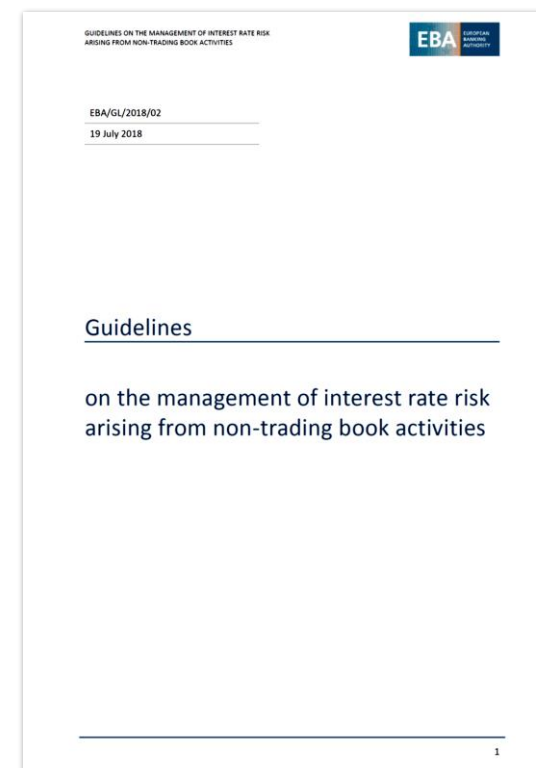 GUIDELINES ON THE MANAGEMENT OF INTEREST RATE RISK
ARISING FROM NON-TRADING BOOK ACTIVITIES
EBA EUROPEAN
BANKING
AUTHORITY
EBA/GL/2018/02
19 July 2018
Guidelines
on the management of interest rate risk
arising from non-trading book activities
1